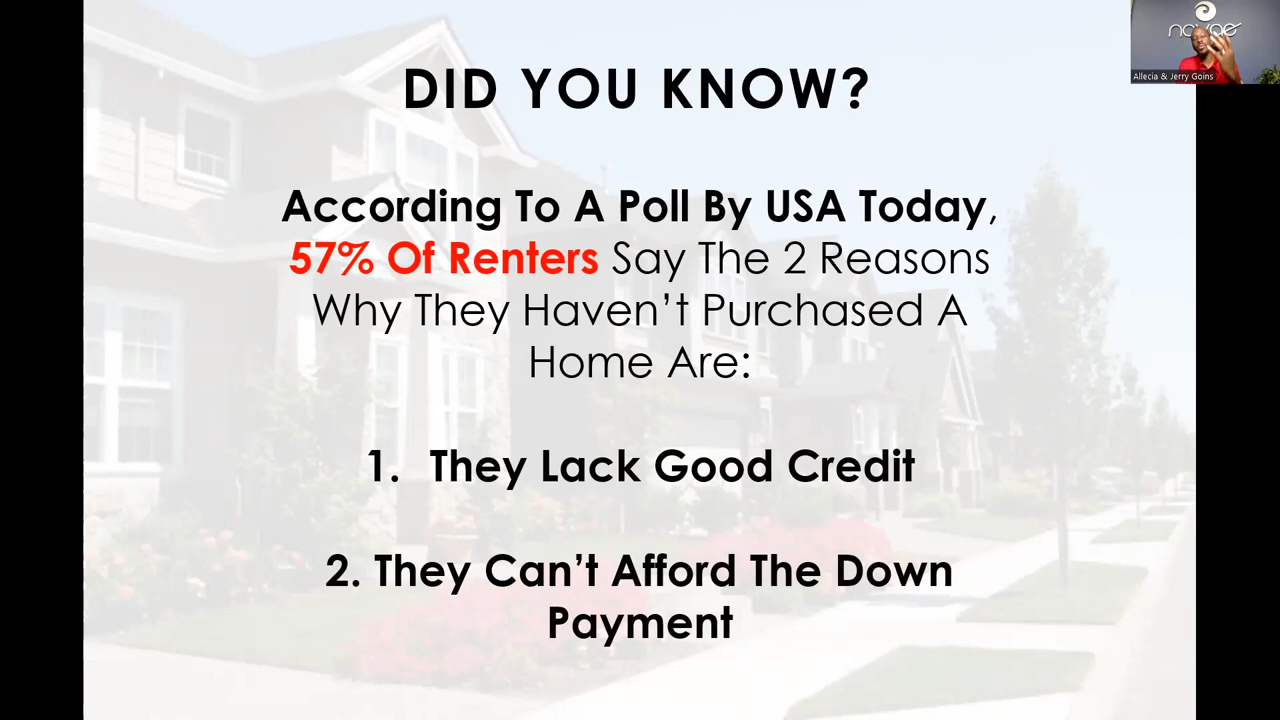 DID YOU KNOW?
According To A Poll By USA Today,
57% Of Renters Say The 2 Reasons
Why They Haven’t Purchased A
Home Are:
1. They Lack Good Credit
2. They Can’t Afford The Down
Payment
novae
Allecia & Jerry Goins